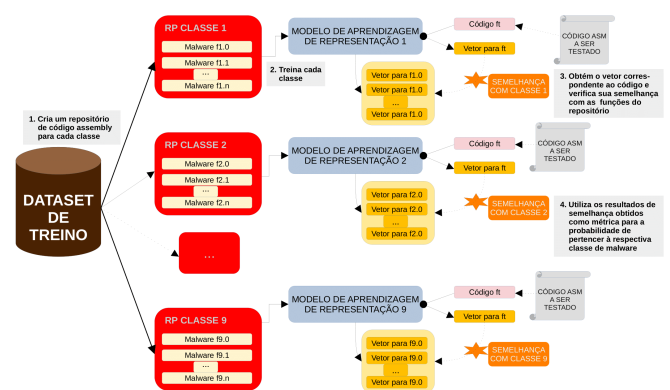 1. Cria um repositório
de código assembly
para cada classe
DATASET
DE
TREINO
RP CLASSE 1
Malware f1.0
Malware f1.1
...
Malware f1.n
2. Treina cada
classe
MODELO DE APRENDIZAGEM
DE REPRESENTAÇÃO 1
Vetor para f1.0
Vetor para f1.0
...
Vetor para f1.0
Código ft
Vetor para ft
CÓDIGO ASM
A SER
TESTADO
SEMELHANÇA
COM CLASSE 1
3. Obtém o vetor corres-
pondente ao código e
verifica sua semelhança
com as funções do
repositório
RP CLASSE 2
Malware f2.0
Malware f2.1
...
Malware f2.n
MODELO DE APRENDIZAGEM
DE REPRESENTAÇÃO 2
Vetor para f2.0
Vetor para f2.0
...
Vetor para f2.0
Código ft
Vetor para ft
CÓDIGO ASM
A SER
TESTADO
SEMELHANÇA
COM CLASSE 2
4. Utiliza os resultados de
semelhança obtidos
como métrica para a
probabilidade de
pertencer à respectiva
classe de malware
...
RP CLASSE 9
Malware f9.0
Malware f9.1
...
Malware f9.n
MODELO DE APRENDIZAGEM
DE REPRESENTAÇÃO 9
Vetor para f9.0
Vetor para f9.0
...
Vetor para f9.0
Código ft
Vetor para ft
CÓDIGO ASM
A SER
TESTADO
SEMELHANÇA
COM CLASSE 9